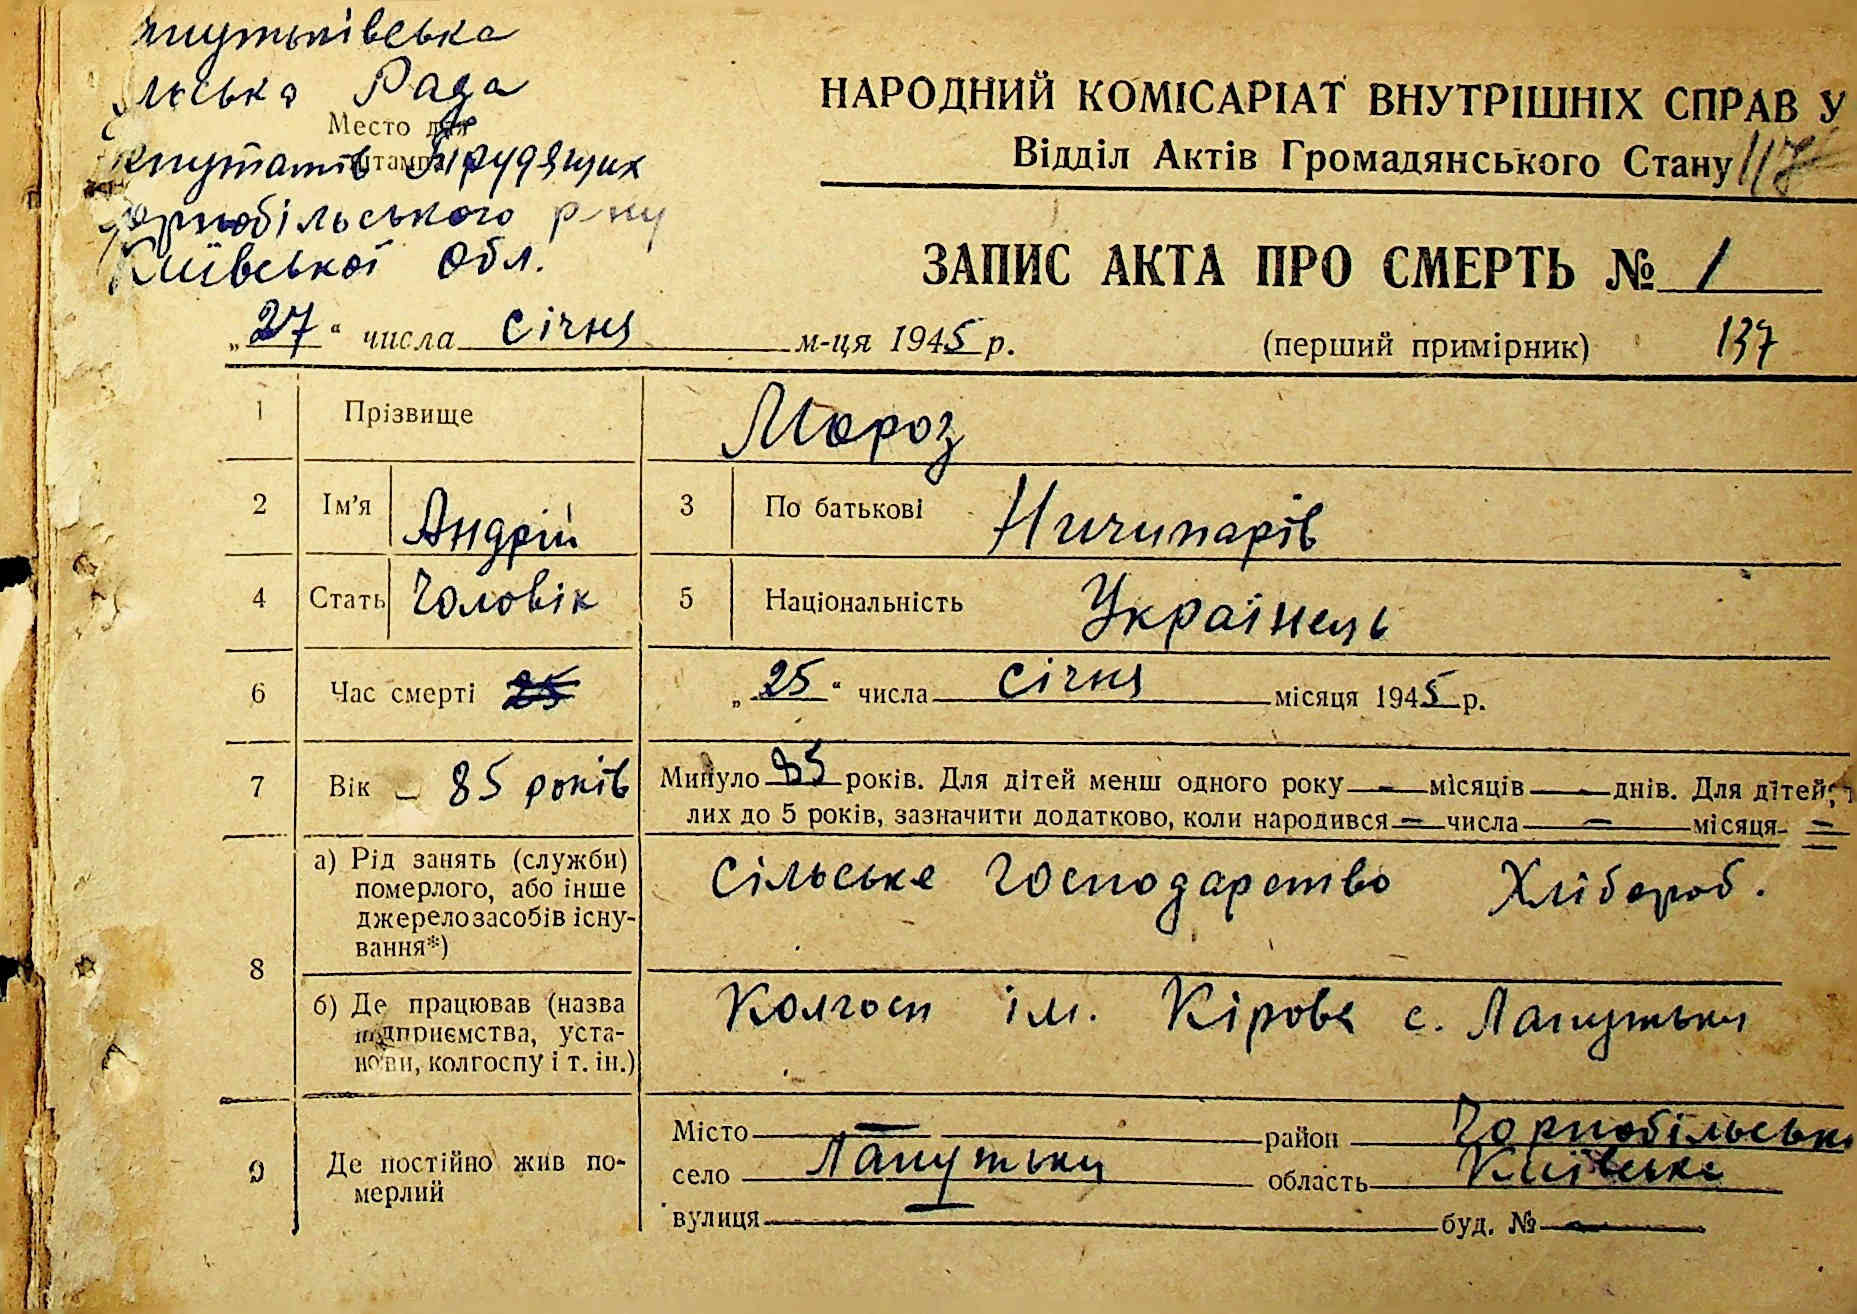 путьківська
льська Рада
Место для
штампа
депутатів Трудящих
Чорнобільського р-ну
Київської Обл.
НАРОДНИЙ КОМІСАРІАТ ВНУТРІШНІХ СПРАВ У
Відділ Актів Громадянського Стану 117
ЗАПИС АКТА ПРО СМЕРТЬ № 1
„27“ числа січня м-ця 1945 р. (перший примірник) 137
1 Прізвище Мороз
2 Ім'я Андрій 3 По батькові Ничипарів
4 Стать Чоловік 5 Національність Українець
6 Час смерті 25 „25“ числа січня місяця 1945 р.
7 Вік – 85 років Минуло 85 років. Для дітей менш одного року – місяців – днів. Для дітей,
лих до 5 років, зазначити додатково, коли народився – числа – місяця –
8 а) Рід занять (служби) померлого, або інше джерело засобів існування*) сільське господарство Хлібороб.
б) Де працював (назва підприємства, установи, колгоспу і т. ін.) Колгосп ім. Кірова с. Лапутьки
9 Де постійно жив померлий
Місто – район Чорнобільськ
село Лапутьки область Київська
вулиця – буд. № –